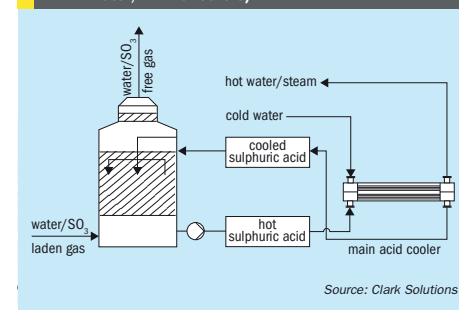 water/SO3
free gas
hot water/steam
cold water
cooled
sulphuric acid
water/SO3
laden gas
hot
sulphuric acid
main acid cooler
Source: Clark Solutions